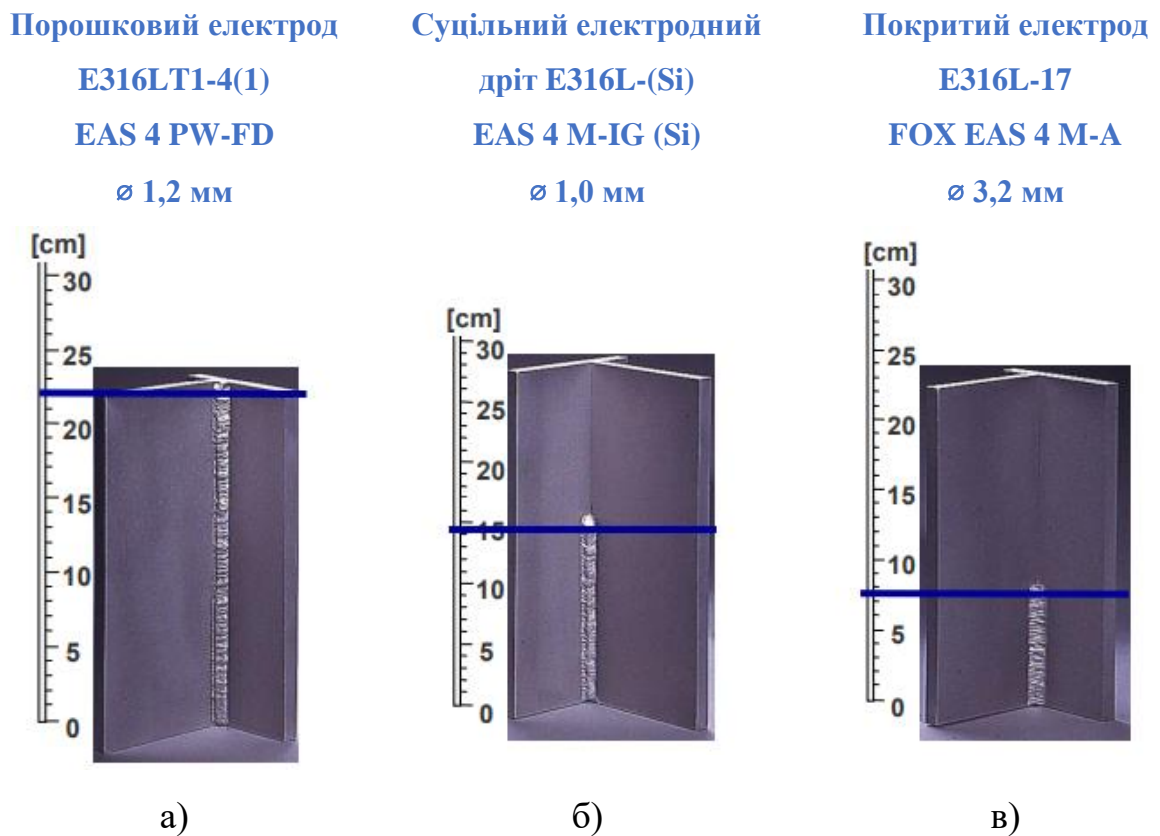 Порошковий електрод
E316LT1-4(1)
EAS 4 PW-FD
⌀ 1,2 мм
Суцільний електродний
дріт E316L-(Si)
EAS 4 M-IG (Si)
⌀ 1,0 мм
Покритий електрод
E316L-17
FOX EAS 4 M-A
⌀ 3,2 мм
[cm]
30
25
20
15
10
5
0
[cm]
30
25
20
15
10
5
0
[cm]
30
25
20
15
10
5
0
а)
б)
в)